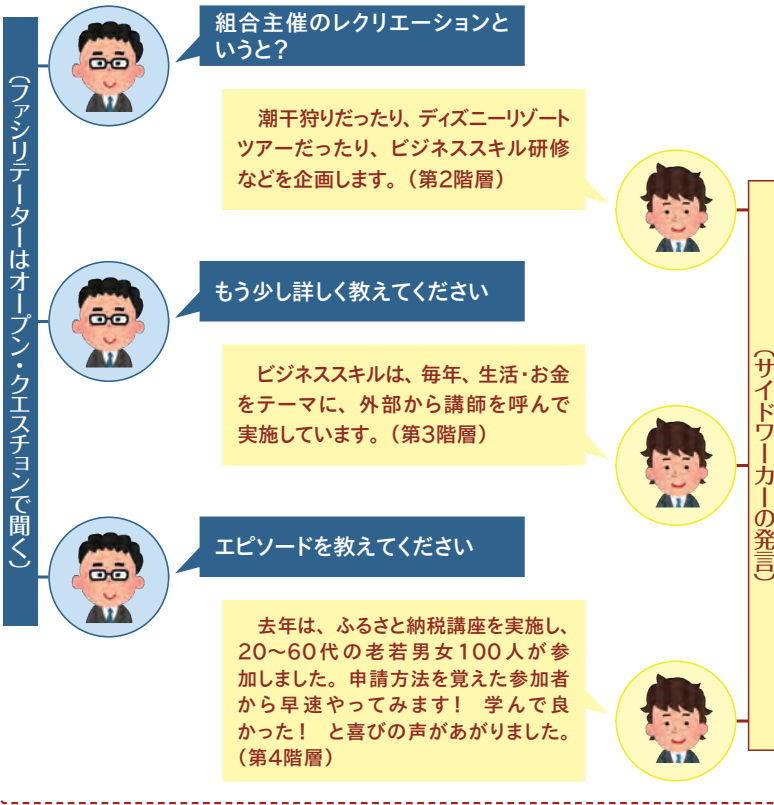 (ファシリテーターはオープン・クエスチョンで聞く)
組合主催のレクリエーションと
いうと?
潮干狩りだったり、ディズニーリゾート
ツアーだったり、ビジネススキル研修
などを企画します。(第2階層)
もう少し詳しく教えてください
ビジネススキルは、毎年、生活・お金
をテーマに、外部から講師を呼んで
実施しています。(第3階層)
エピソードを教えてください
去年は、ふるさと納税講座を実施し、
20〜60代の老若男女100人が参
加しました。申請方法を覚えた参加者
から早速やってみます! 学んで良
かった! と喜びの声があがりました。
(第4階層)
(サイドワーカーの発言)